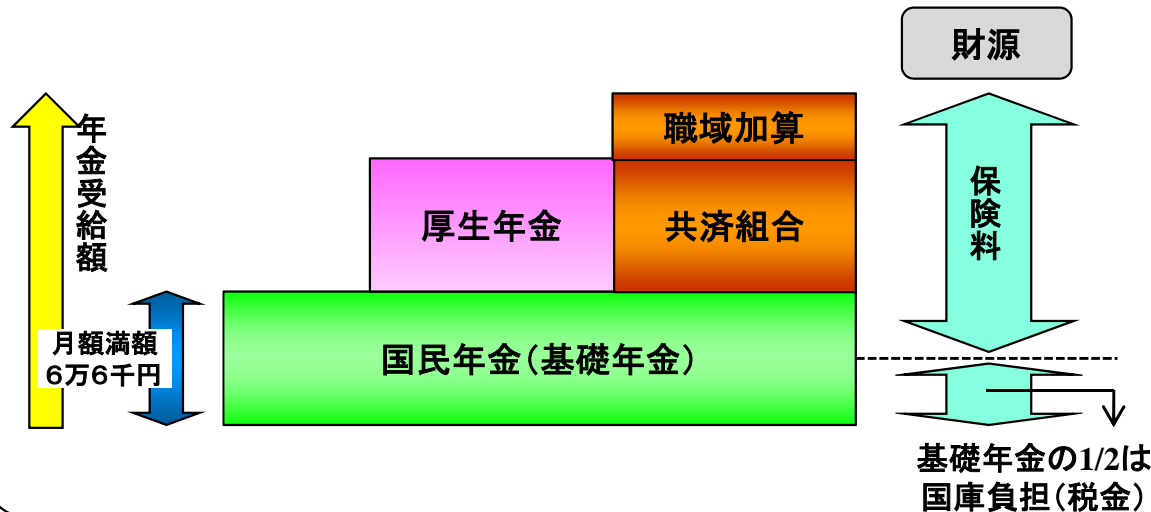 財源
年金受給額
職域加算
厚生年金
共済組合
保険料
月額満額
6万6千円
国民年金(基礎年金)
基礎年金の1/2は
国庫負担(税金)